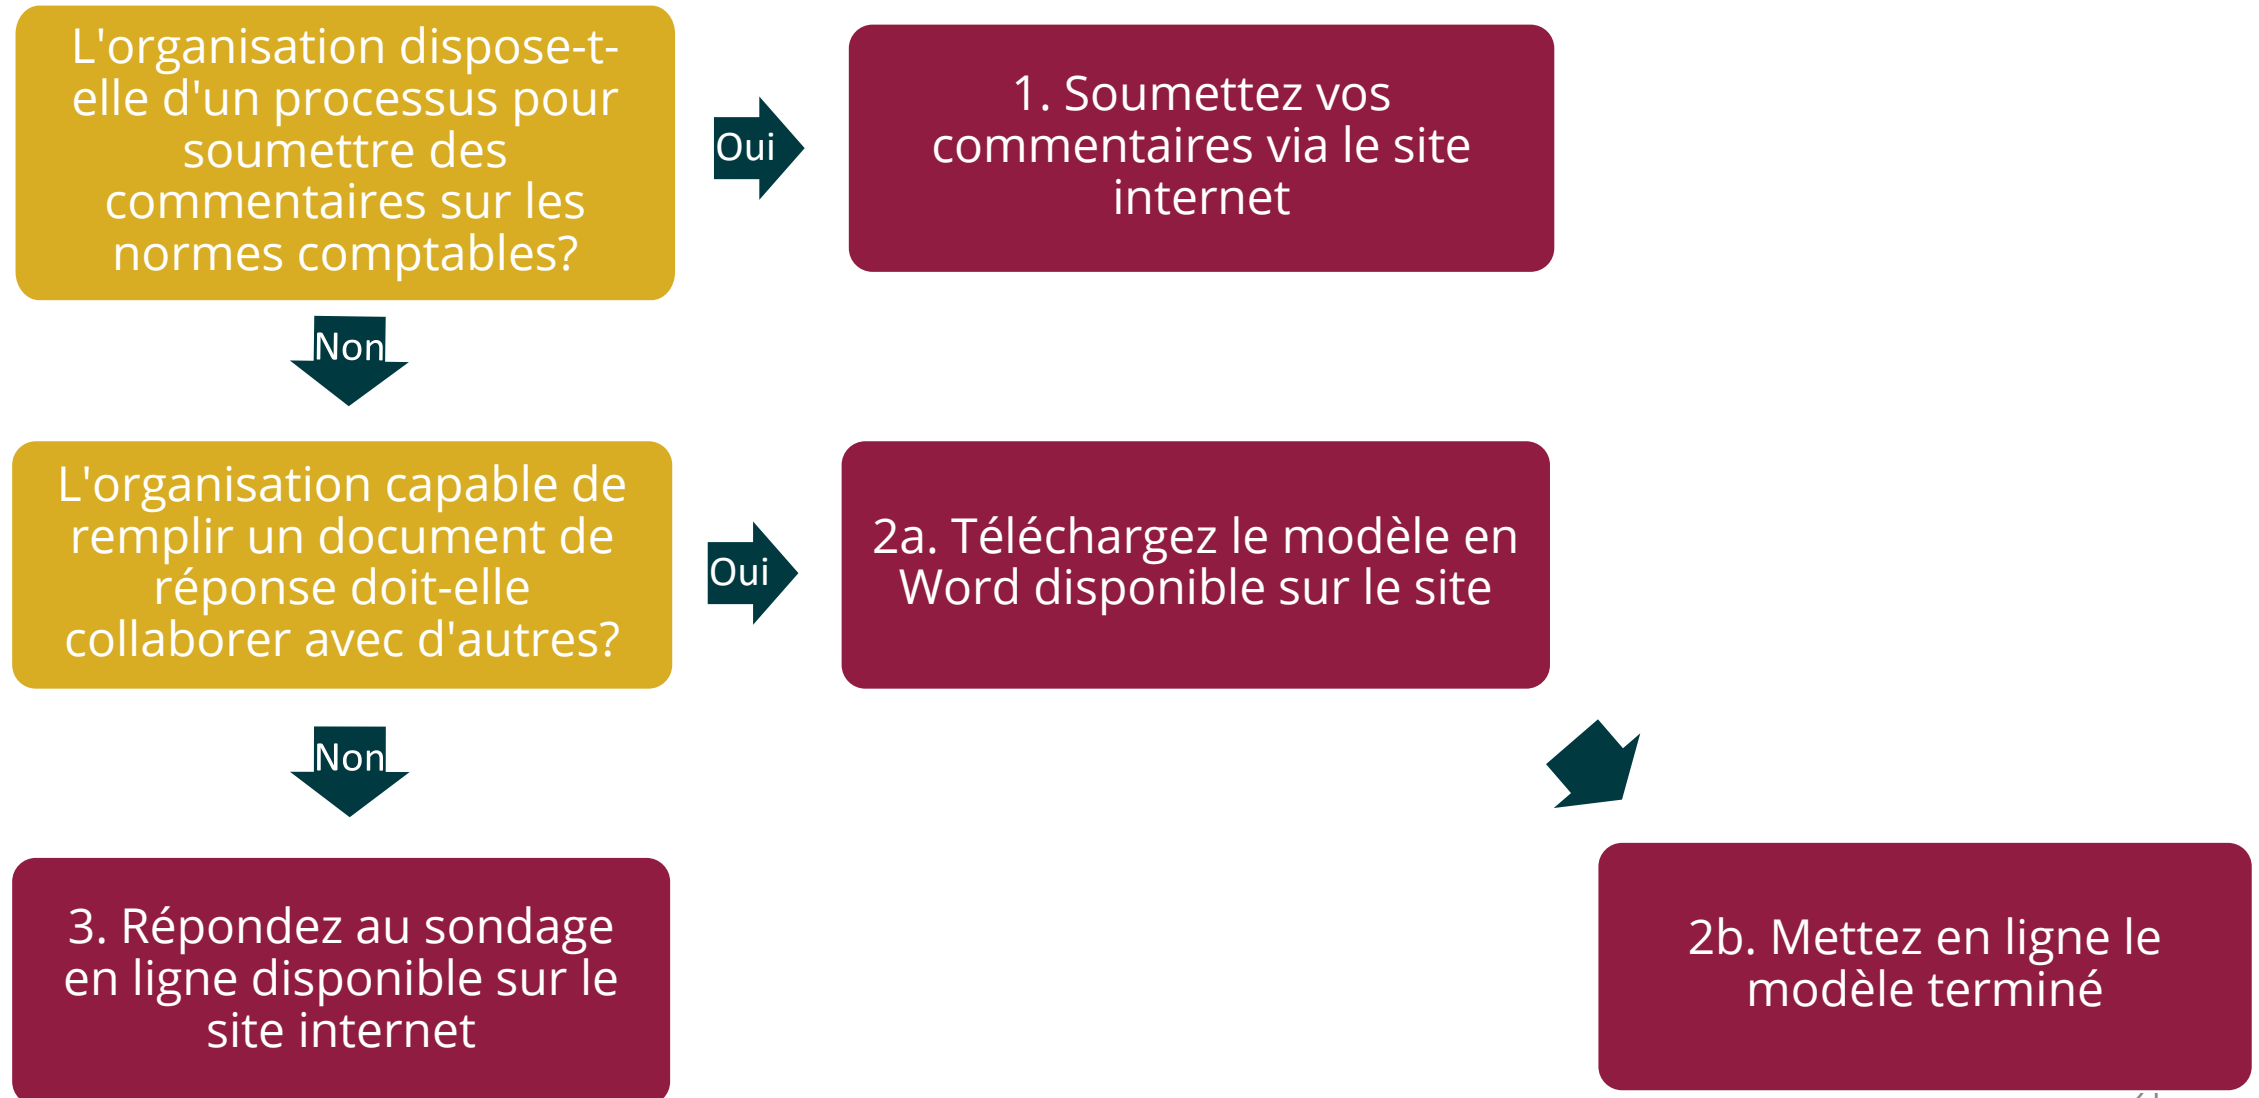 L'organisation dispose-t-
elle d'un processus pour
soumettre des
commentaires sur les
normes comptables?
Oui
1. Soumettez vos
commentaires via le site
internet
Non
L'organisation capable de
remplir un document de
réponse doit-elle
collaborer avec d'autres?
Oui
2a. Téléchargez le modèle en
Word disponible sur le site
Non
3. Répondez au sondage
en ligne disponible sur le
site internet
2b. Mettez en ligne le
modèle terminé